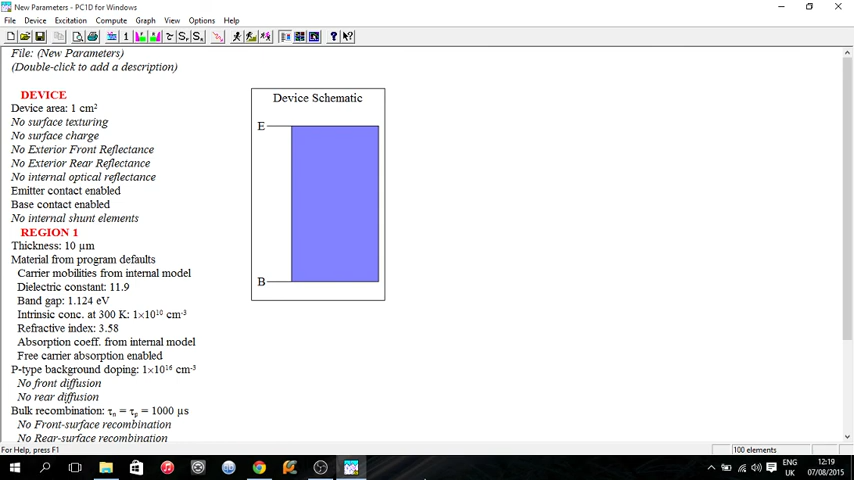 New Parameters - PC1D for Windows
File Device Excitation Compute Graph View Options Help
File: (New Parameters)
(Double-click to add a description)
DEVICE
Device area: 1 cm²
No surface texturing
No surface charge
No Exterior Front Reflectance
No Exterior Rear Reflectance
No internal optical reflectance
Emitter contact enabled
Base contact enabled
No internal shunt elements
REGION 1
Thickness: 10 µm
Material from program defaults
Carrier mobilities from internal model
Dielectric constant: 11.9
Band gap: 1.124 eV
Intrinsic conc. at 300 K: 1×10¹⁰ cm⁻³
Refractive index: 3.58
Absorption coeff. from internal model
Free carrier absorption enabled
P-type background doping: 1×10¹⁶ cm⁻³
No front diffusion
No rear diffusion
Bulk recombination: τₙ = τₚ = 1000 µs
No Front-surface recombination
No Rear-surface recombination
Device Schematic
E
B
For Help, press F1
100 elements
ENG
UK
12:19
07/08/2015